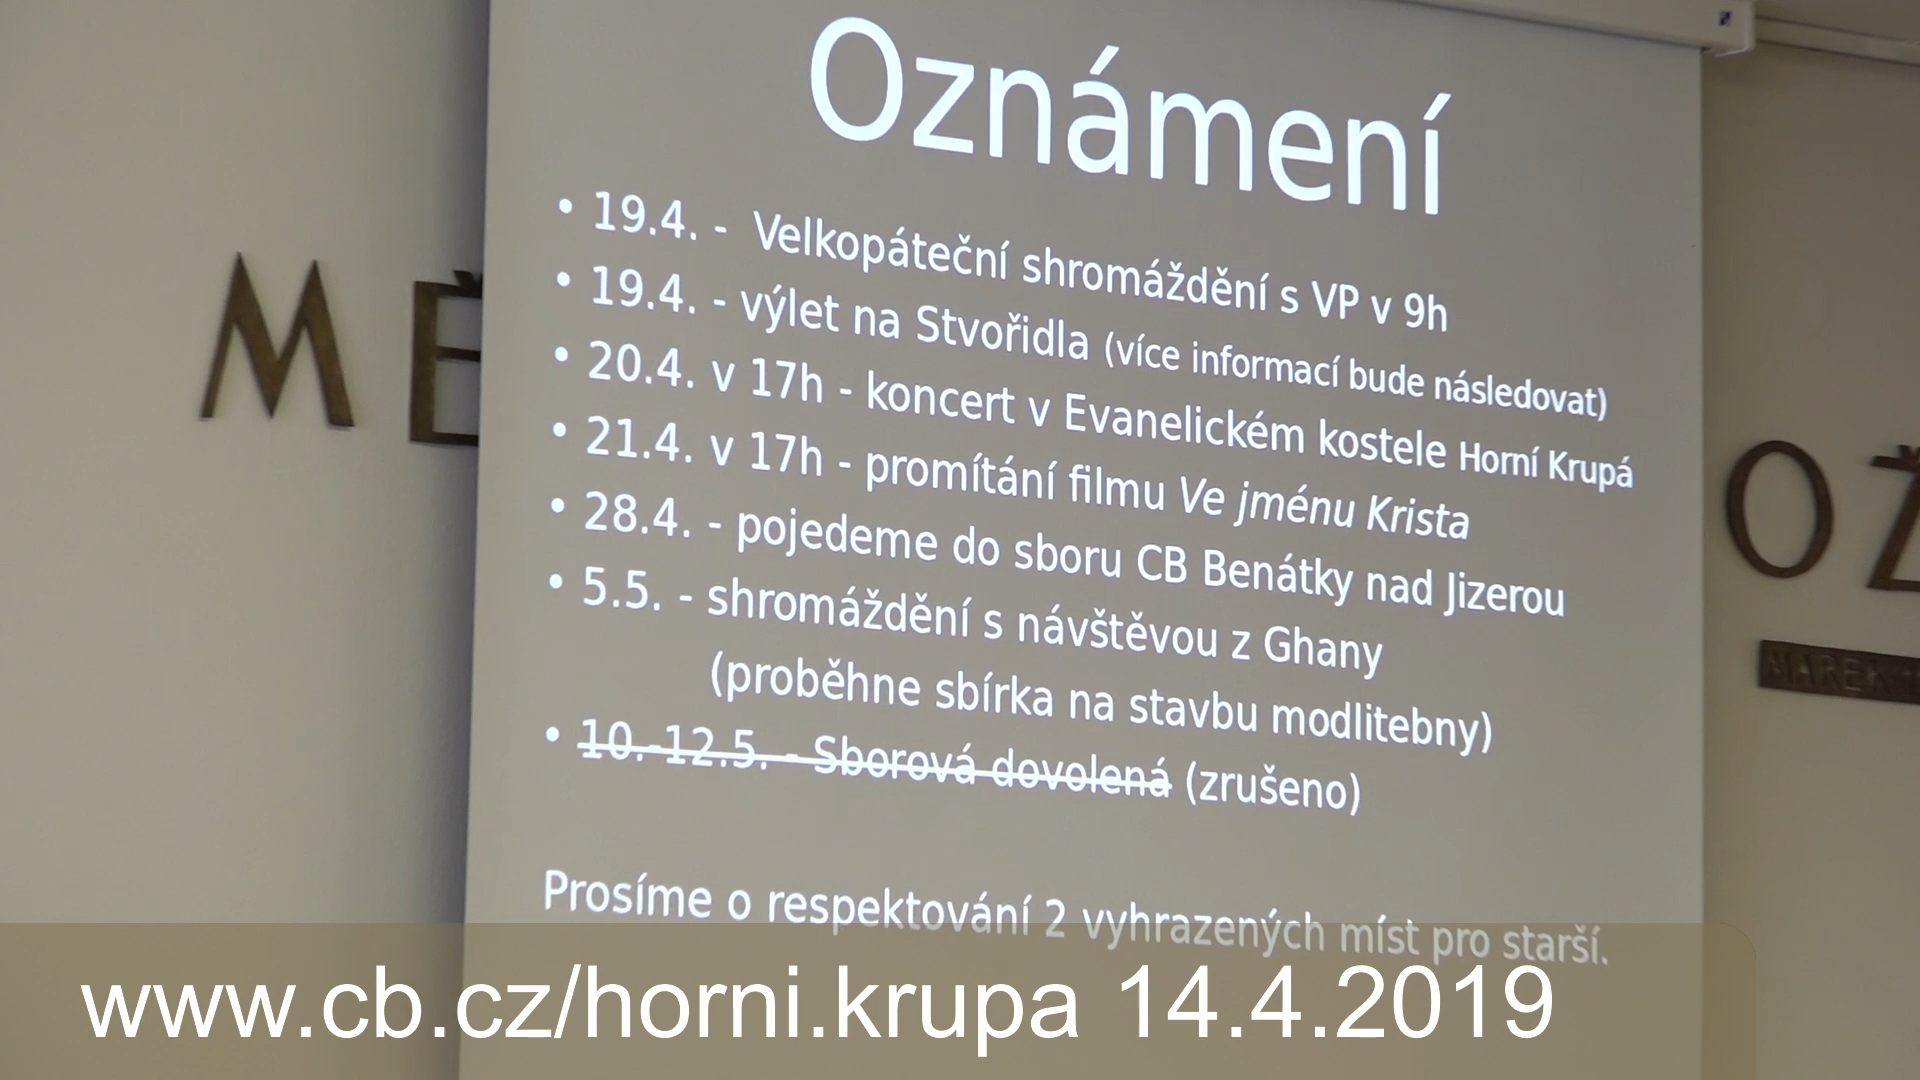 Oznámení
• 19.4. - Velkopáteční shromáždění s VP v 9h
• 19.4. - výlet na Stvořidla (více informací bude následovat)
• 20.4. v 17h - koncert v Evanelickém kostele Horní Krupá
• 21.4. v 17h - promítání filmu Ve jménu Krista
• 28.4. - pojedeme do sboru CB Benátky nad Jizerou
• 5.5. - shromáždění s návštěvou z Ghany
(proběhne sbírka na stavbu modlitebny)
• 10.-12.5. - Sborová dovolená (zrušeno)
Prosíme o respektování 2 vyhrazených míst pro starší.
MĚ
OŽ
MAREK
www.cb.cz/horni.krupa 14.4.2019